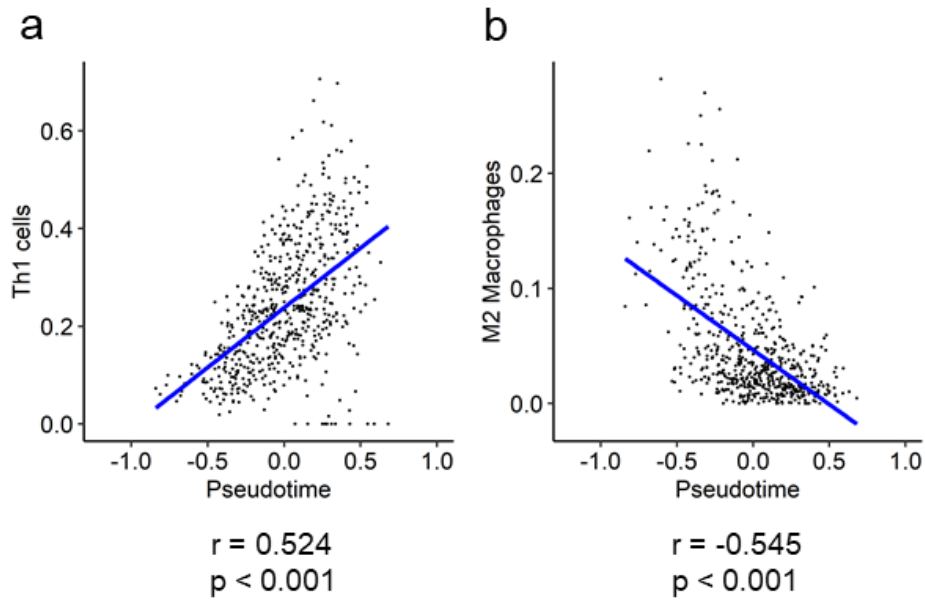 a
Th1 cells
0.6
0.4
0.2
0.0
-1.0 -0.5 0.0 0.5 1.0
Pseudotime
r = 0.524
p < 0.001
b
M2 Macrophages
0.2
0.1
0.0
-1.0 -0.5 0.0 0.5 1.0
Pseudotime
r = -0.545
p < 0.001